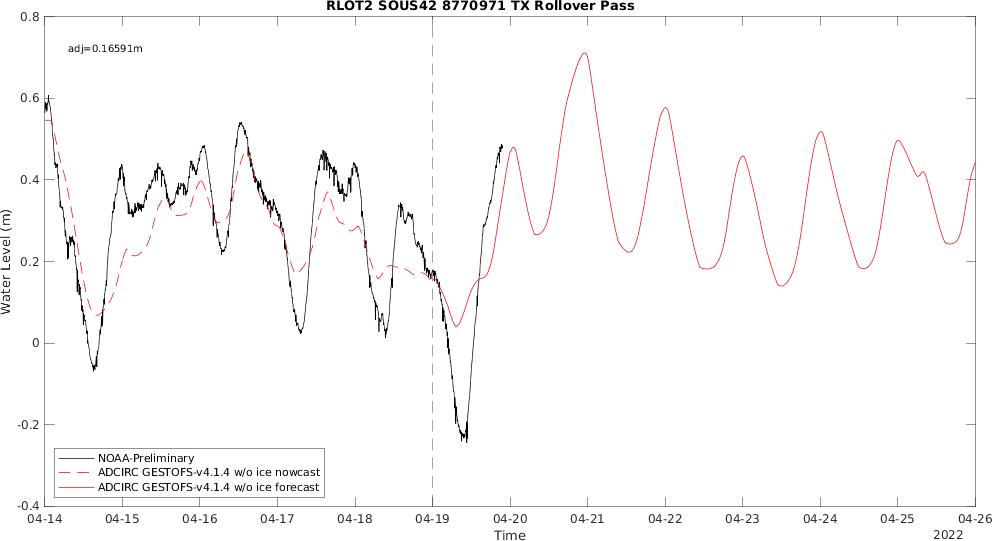 RLOT2 SOUS42 8770971 TX Rollover Pass
0.8
adj=0.16591m
0.6
0.4
0.2
0
-0.2
-0.4
Water Level (m)
NOAA-Preliminary
ADCIRC GESTOFS-v4.1.4 w/o ice nowcast
ADCIRC GESTOFS-v4.1.4 w/o ice forecast
04-14 04-15 04-16 04-17 04-18 04-19 04-20 04-21 04-22 04-23 04-24 04-25 04-26
Time
2022